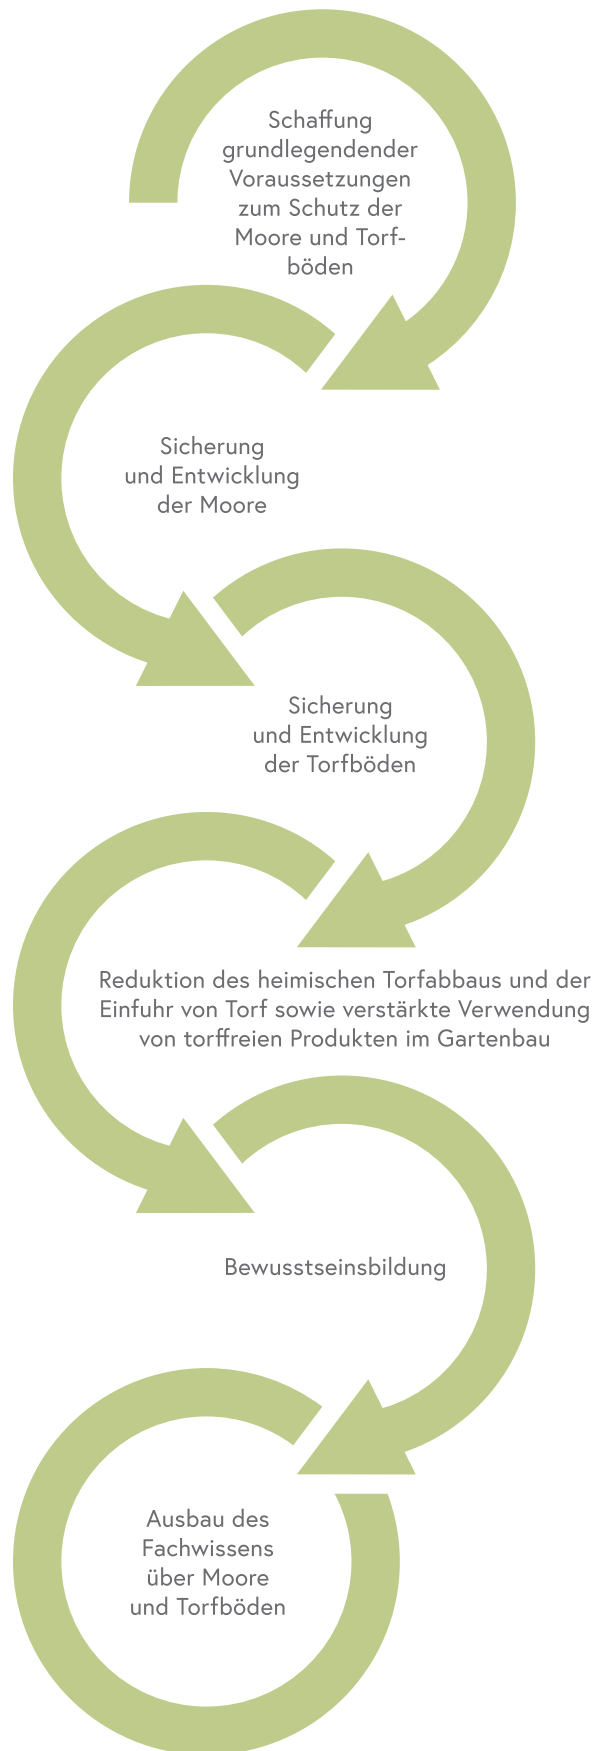 Schaffung
grundlegendender
Voraussetzungen
zum Schutz der
Moore und Torf-
böden
Sicherung
und Entwicklung
der Moore
Sicherung
und Entwicklung
der Torfböden
Reduktion des heimischen Torfabbaus und der
Einfuhr von Torf sowie verstärkte Verwendung
von torffreien Produkten im Gartenbau
Bewusstseinsbildung
Ausbau des
Fachwissens
über Moore
und Torfböden